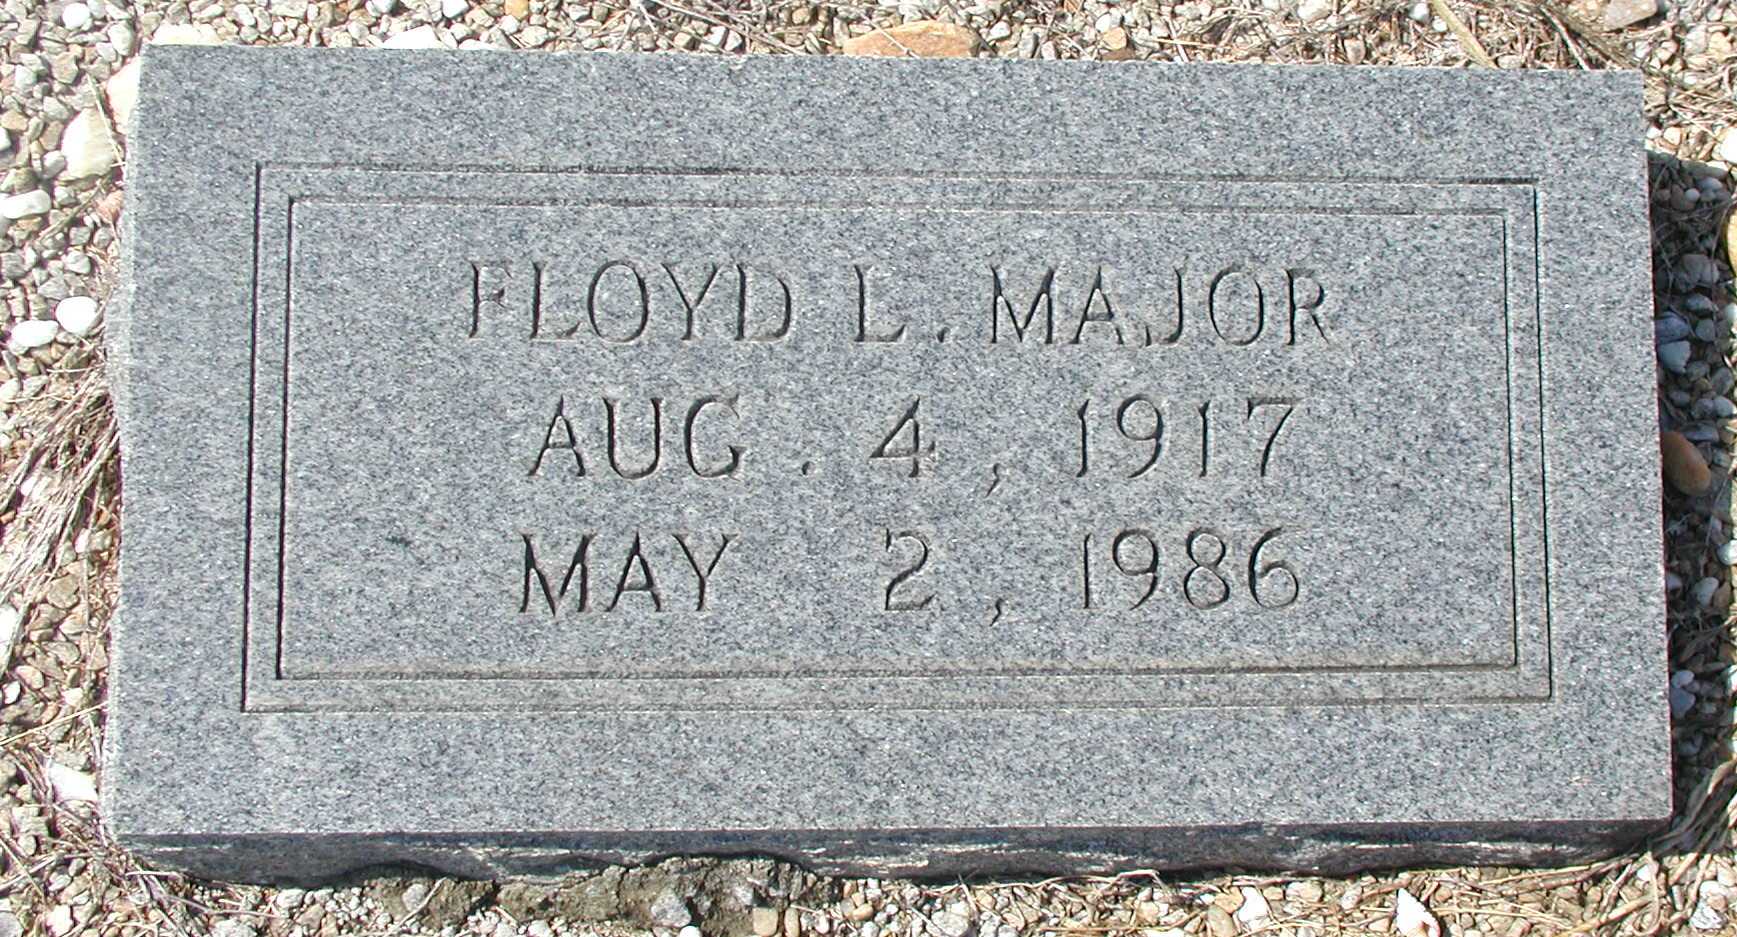 FLOYD L. MAJOR
AUG. 4, 1917
MAY 2, 1986